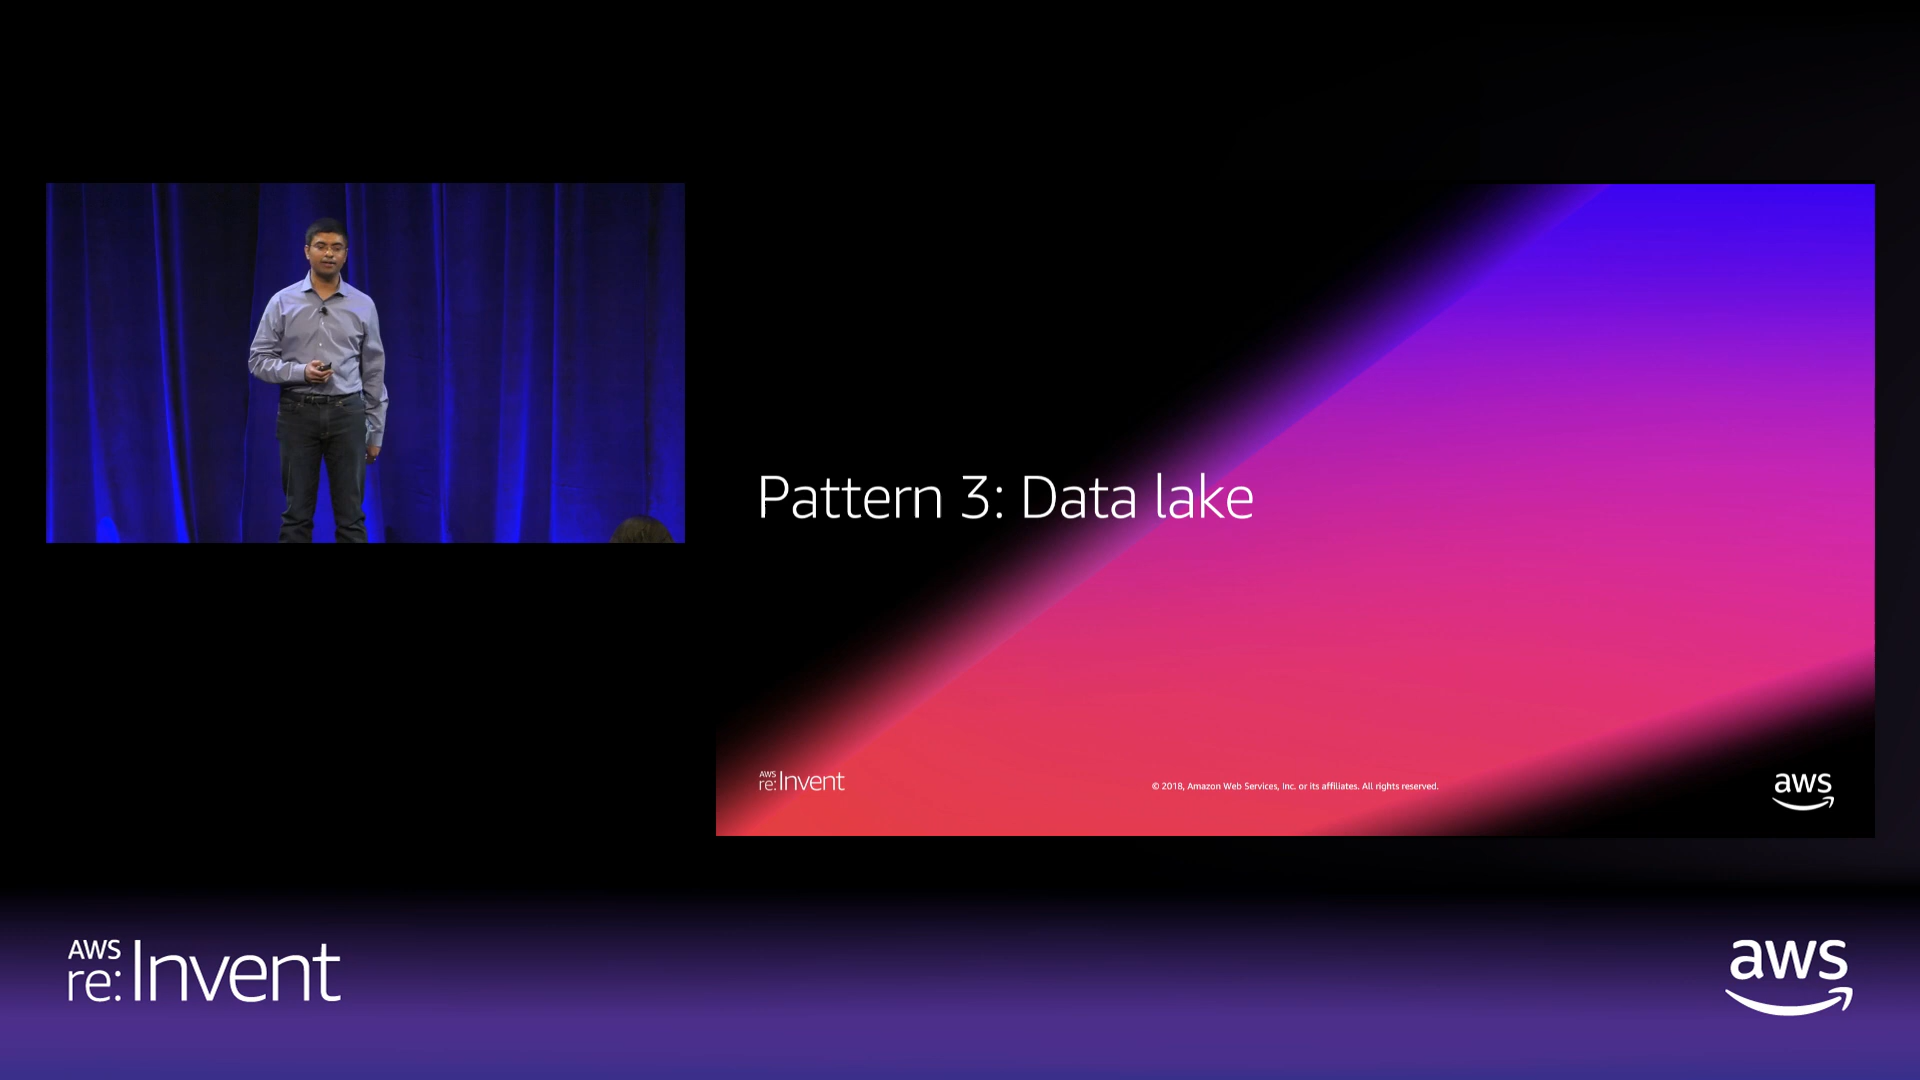 Pattern 3: Data lake
AWS
re:Invent
© 2018, Amazon Web Services, Inc. or its affiliates. All rights reserved.
aws
AWS
re:Invent
aws